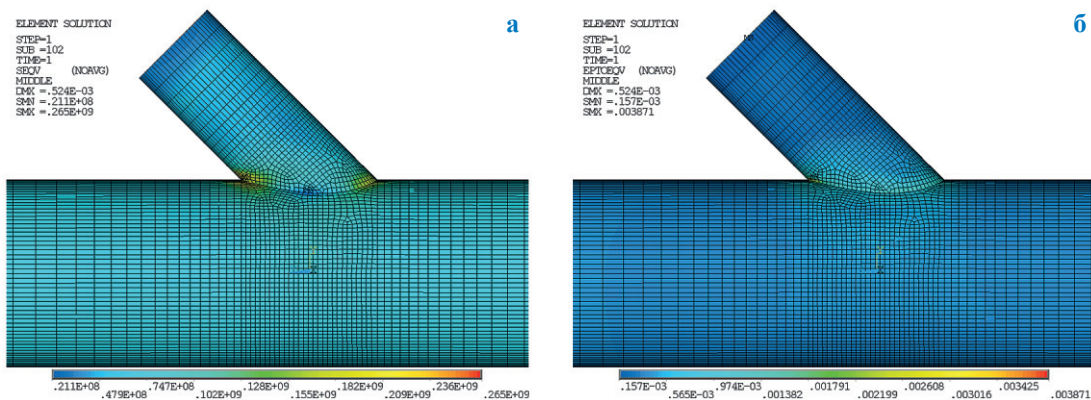 ELEMENT SOLUTION
STEP=1
SUB =102
TIME=1
SEQV (NOAVG)
MIDDLE
DMX =.524E-03
SMN =.211E+08
SMX =.265E+09
а
.211E+08 .747E+08 .128E+09 .182E+09 .236E+09
.479E+08 .102E+09 .155E+09 .209E+09 .265E+09
ELEMENT SOLUTION
STEP=1
SUB =102
TIME=1
EPTOEQV (NOAVG)
MIDDLE
DMX =.524E-03
SMN =.157E-03
SMX =.003871
б
.157E-03 .974E-03 .001791 .002608 .003425
.565E-03 .001382 .002199 .003016 .003871